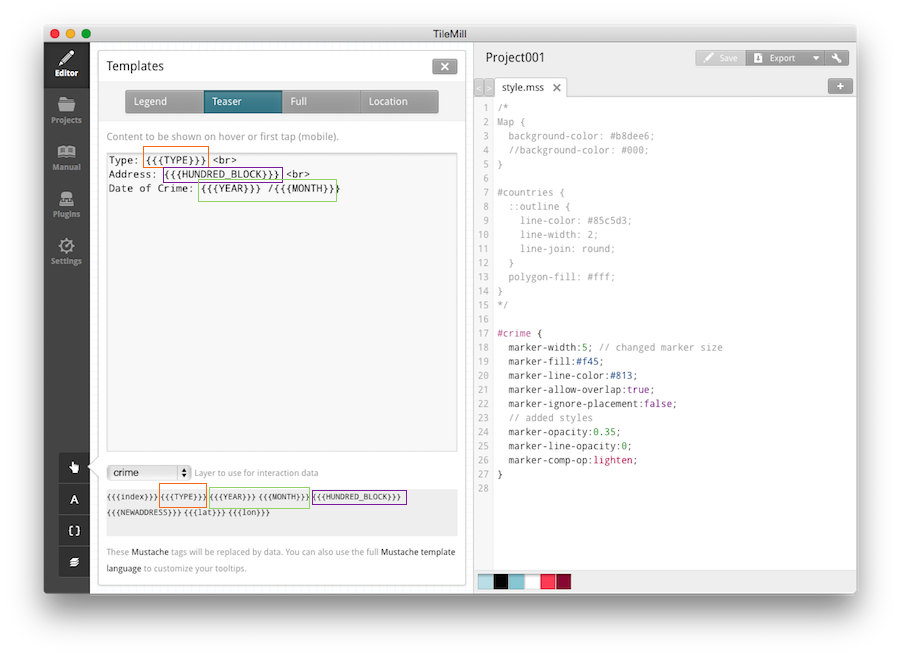 TileMill
Editor
Projects
Manual
Plugins
Settings
A
{ }
Templates
Legend
Teaser
Full
Location
Content to be shown on hover or first tap (mobile).
Type: {{{TYPE}}} <br>
Address: {{{HUNDRED_BLOCK}}} <br>
Date of Crime: {{{YEAR}}} /{{{MONTH}}}
crime
Layer to use for interaction data
{{{index}}} {{{TYPE}}} {{{YEAR}}} {{{MONTH}}} {{{HUNDRED_BLOCK}}}
{{{NEWADDRESS}}} {{{lat}}} {{{lon}}}
These Mustache tags will be replaced by data. You can also use the full Mustache template
language to customize your tooltips.
Project001
Save
Export
< >
style.mss
+
1 /*
2 Map {
3 background-color: #b8dee6;
4 //background-color: #000;
5 }
6
7 #countries {
8 ::outline {
9 line-color: #85c5d3;
10 line-width: 2;
11 line-join: round;
12 }
13 polygon-fill: #fff;
14 }
15 */
16
17 #crime {
18 marker-width:5; // changed marker size
19 marker-fill:#f45;
20 marker-line-color:#813;
21 marker-allow-overlap:true;
22 marker-ignore-placement:false;
23 // added styles
24 marker-opacity:0.35;
25 marker-line-opacity:0;
26 marker-comp-op:lighten;
27 }
28